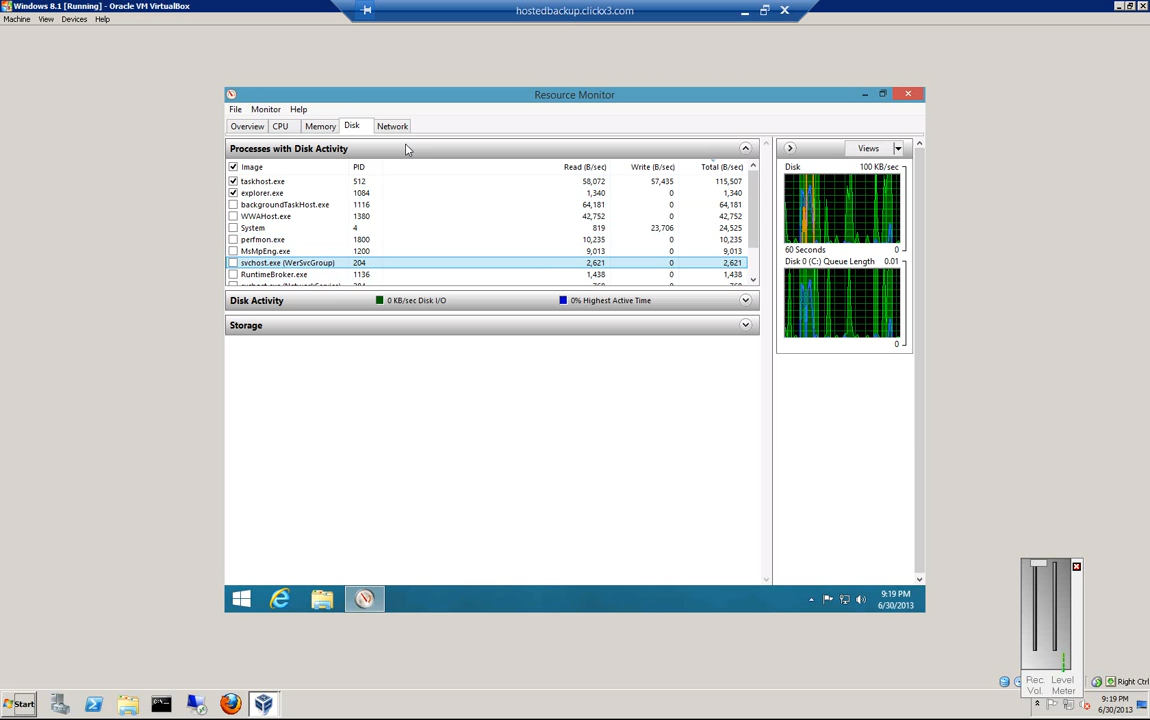 Windows 8.1 [Running] - Oracle VM VirtualBox
hostedbackup.clickx3.com
Machine View Devices Help
Resource Monitor
File Monitor Help
Overview CPU Memory Disk Network
Processes with Disk Activity
Image PID Read (B/sec) Write (B/sec) Total (B/sec)
taskhost.exe 512 58,072 57,435 115,507
explorer.exe 1084 1,340 0 1,340
backgroundTaskHost.exe 1116 64,181 0 64,181
WWAHost.exe 1380 42,752 0 42,752
System 4 819 23,706 24,525
perfmon.exe 1800 10,235 0 10,235
MsMpEng.exe 1200 9,013 0 9,013
svchost.exe (WerSvcGroup) 204 2,621 0 2,621
RuntimeBroker.exe 1136 1,438 0 1,438
Disk Activity 0 KB/sec Disk I/O 0% Highest Active Time
Storage
Views
Disk 100 KB/sec
60 Seconds 0
Disk 0 (C:) Queue Length 0.01
0
9:19 PM
6/30/2013
Rec. Level
Vol. Meter
Right Ctrl
Start
9:19 PM
6/30/2013